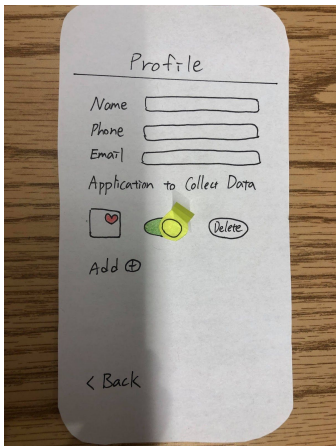 Profile
Name
Phone
Email
Application to Collect Data
Delete
Add
< Back